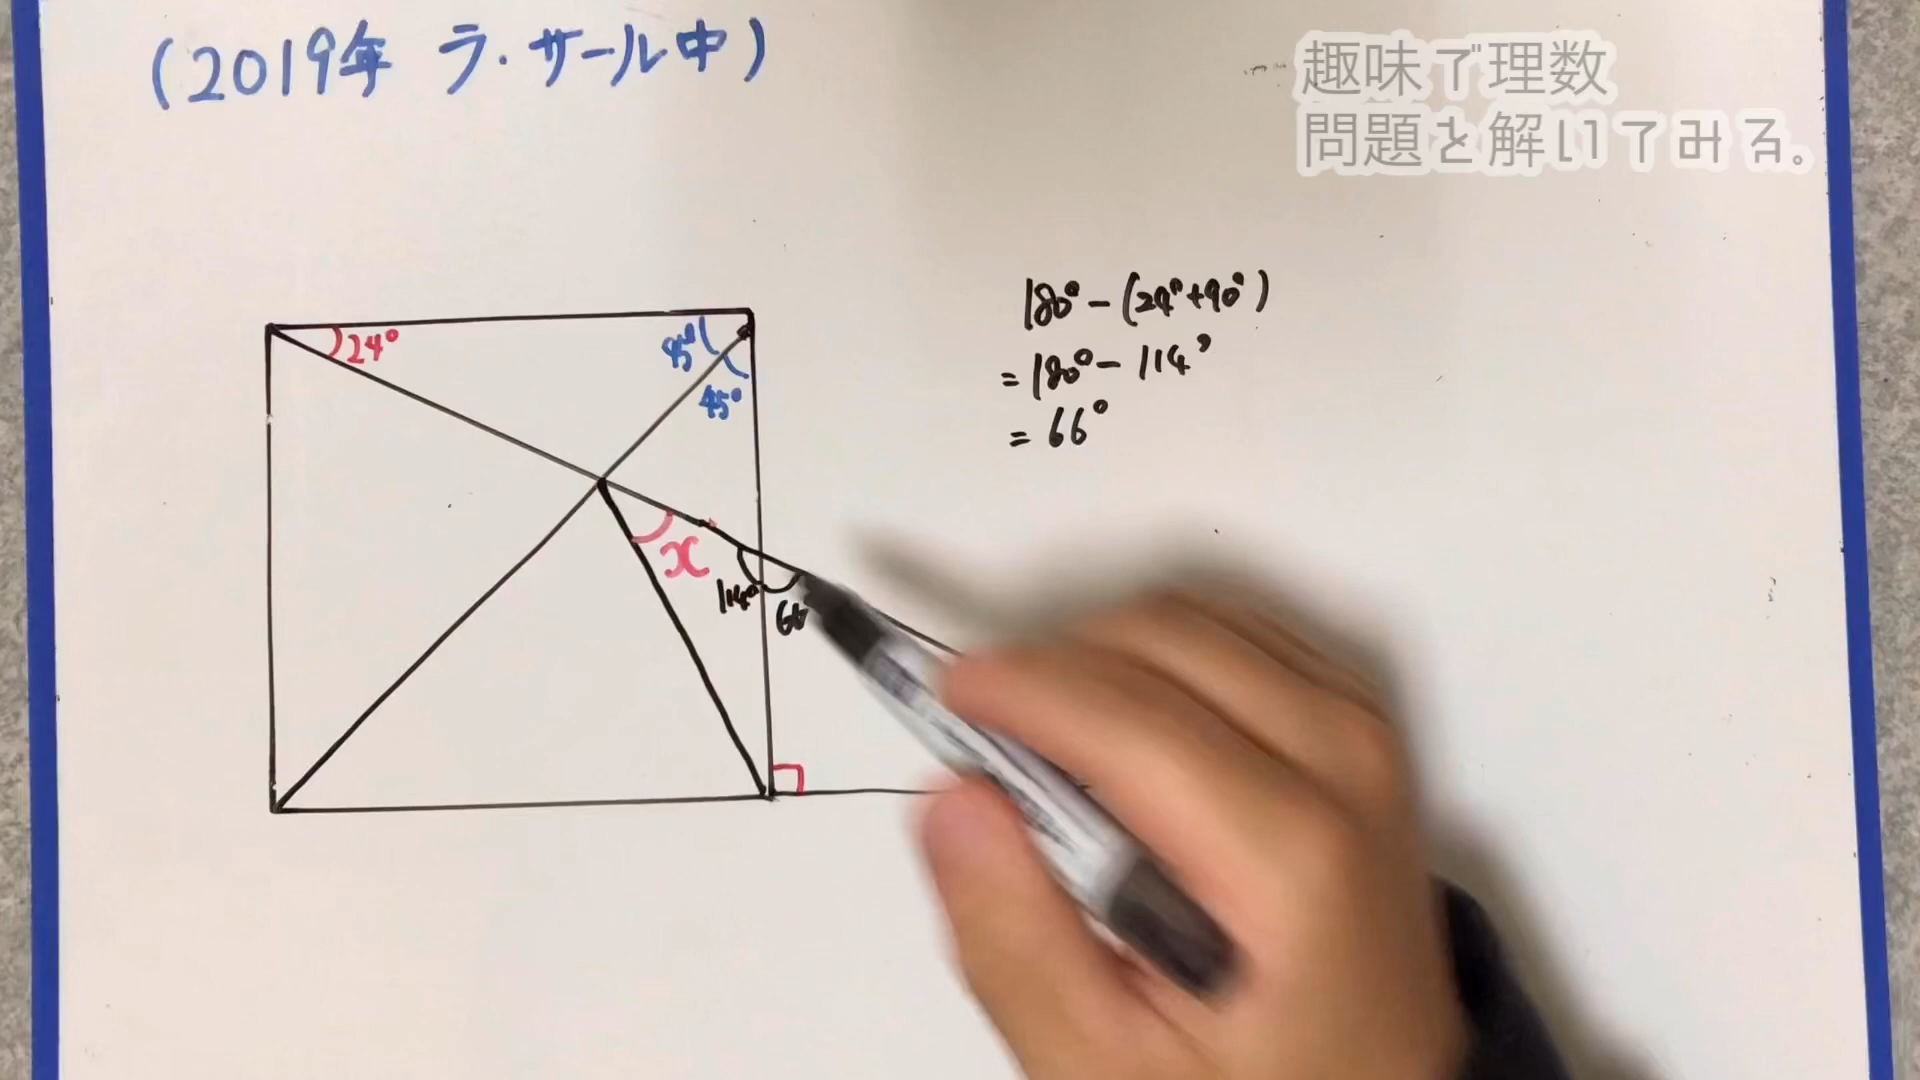 (2019年 ラ・サール中)
趣味で理数
問題を解いてみる。
180° - (24° + 90°)
= 180° - 114°
= 66°
24°
45°
45°
x
114°